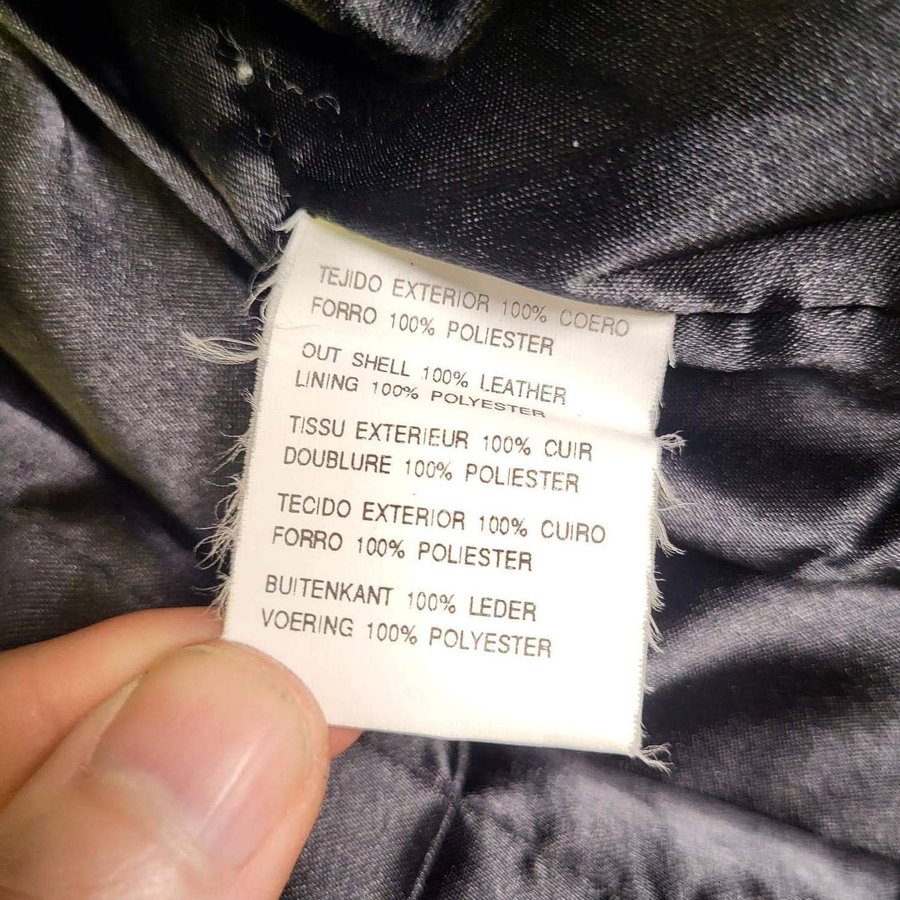 TEJIDO EXTERIOR 100% COERO
FORRO 100% POLIESTER
OUT SHELL 100% LEATHER
LINING 100% POLYESTER
TISSU EXTERIEUR 100% CUIR
DOUBLURE 100% POLIESTER
TECIDO EXTERIOR 100% CUIRO
FORRO 100% POLIESTER
BUITENKANT 100% LEDER
VOERING 100% POLYESTER